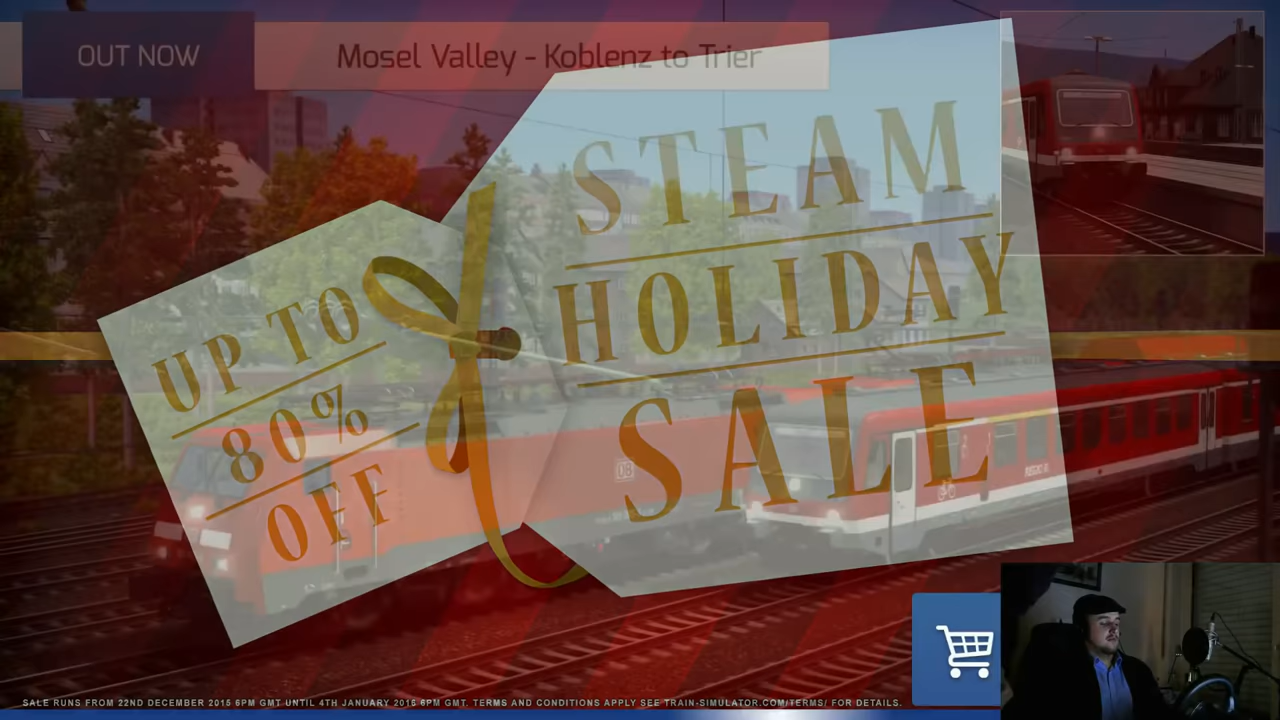 OUT NOW
Mosel Valley - Koblenz to Trier
STEAM
HOLIDAY
SALE
UP TO
80%
OFF
DB
SALE RUNS FROM 22ND DECEMBER 2015 6PM GMT UNTIL 4TH JANUARY 2016 6PM GMT. TERMS AND CONDITIONS APPLY SEE TRAIN-SIMULATOR.COM/TERMS/ FOR DETAILS.